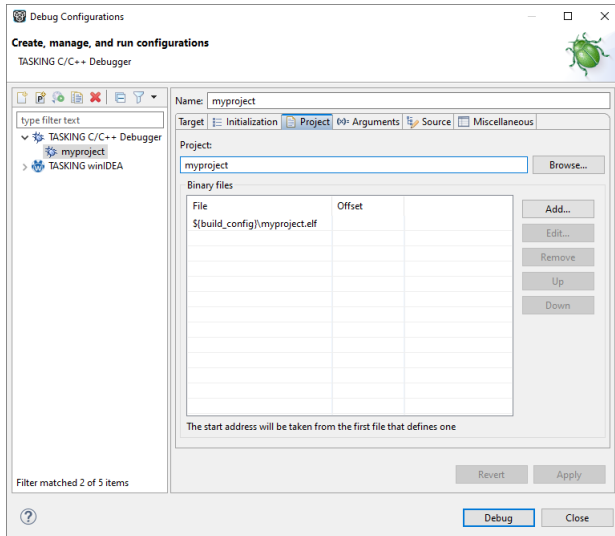 Debug Configurations
Create, manage, and run configurations
TASKING C/C++ Debugger
type filter text
TASKING C/C++ Debugger
myproject
TASKING winIDEA
Filter matched 2 of 5 items
Name: myproject
Target Initialization Project (x)= Arguments Source Miscellaneous
Project:
myproject Browse...
Binary files
File Offset
${build_config}\myproject.elf
Add...
Edit...
Remove
Up
Down
The start address will be taken from the first file that defines one
Revert Apply
Debug Close